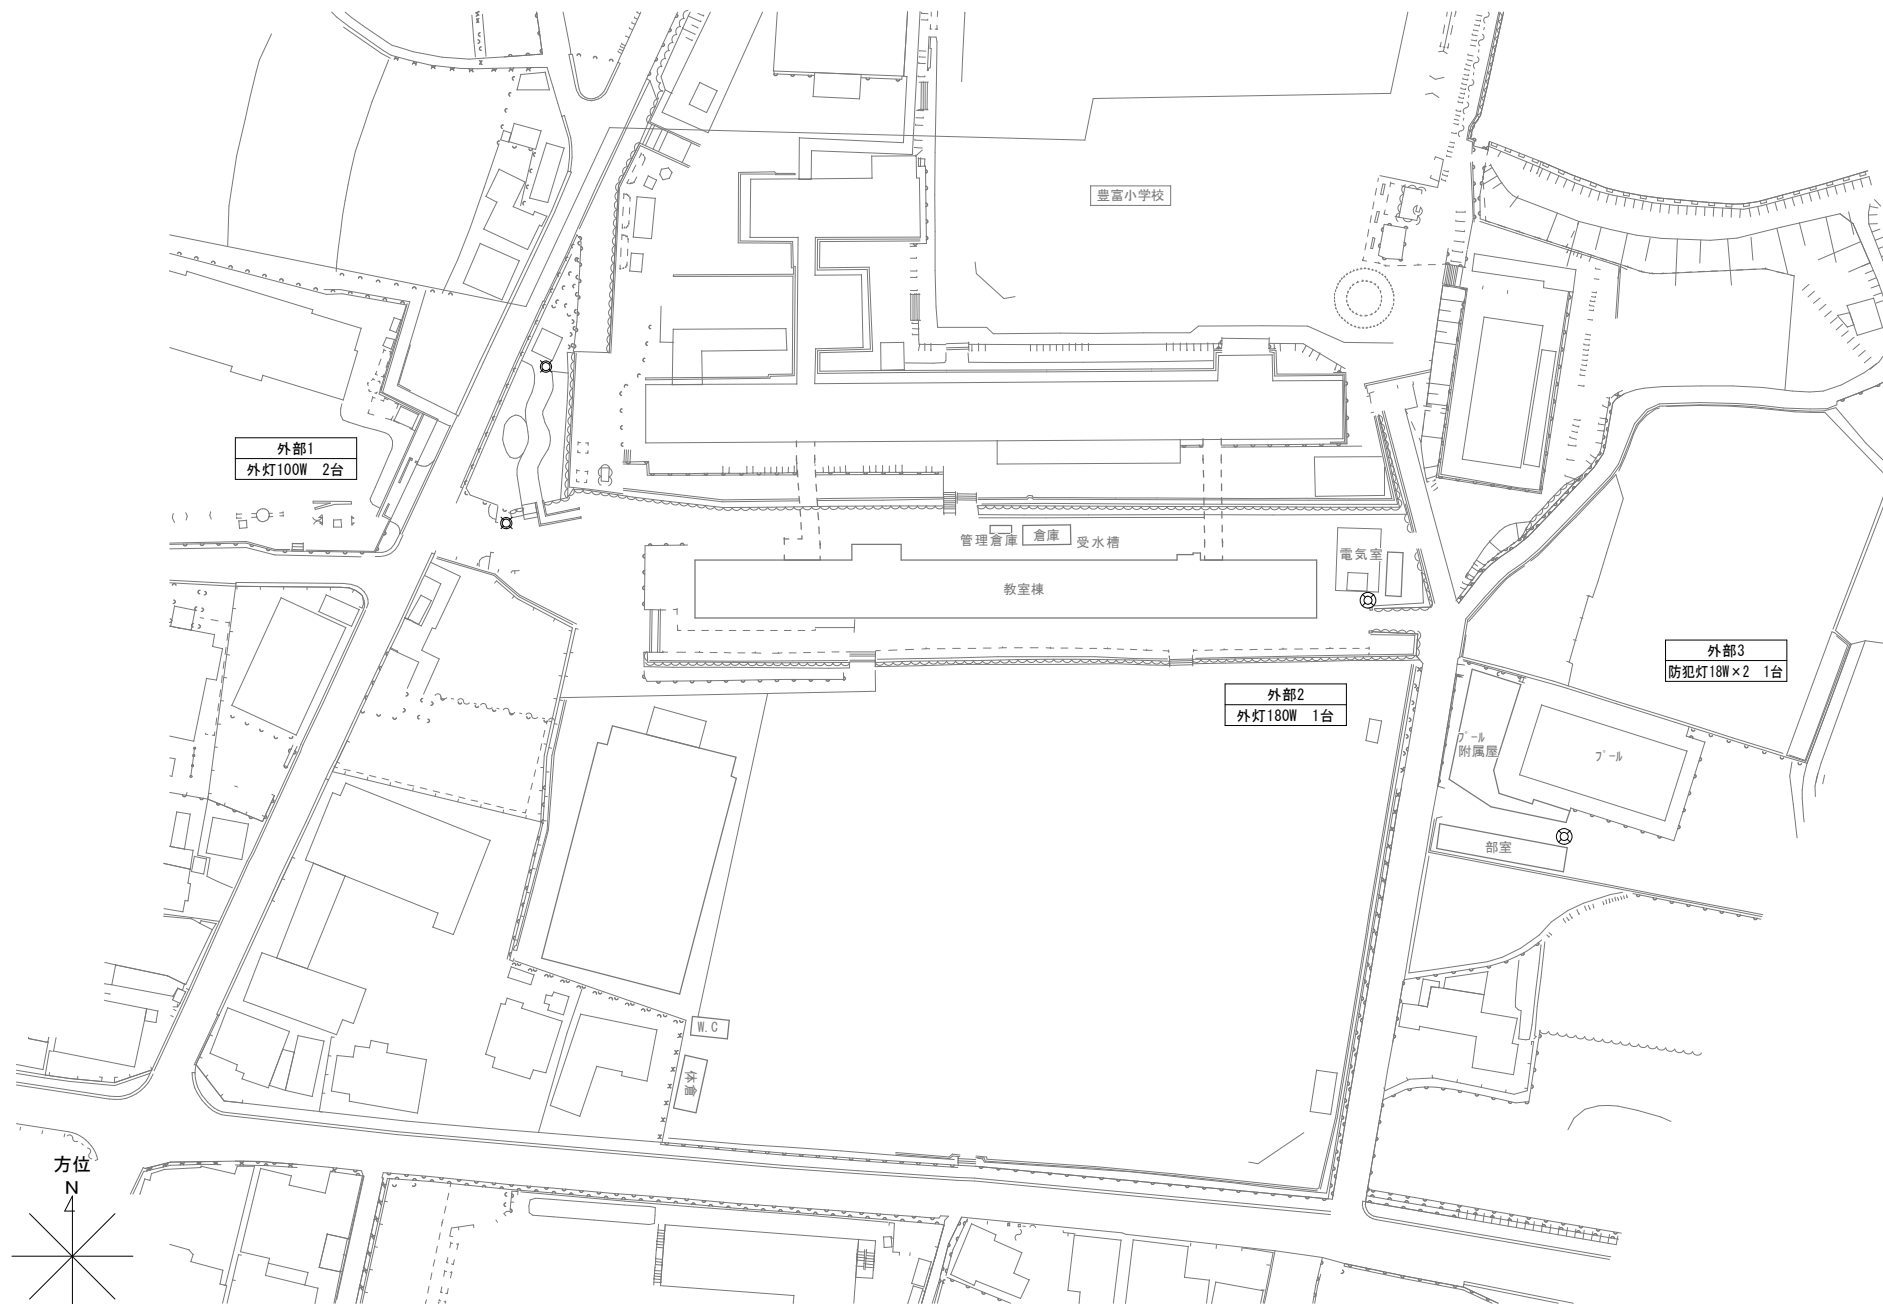 豊富小学校
外部1
外灯100W 2台
管理倉庫
倉庫
受水槽
電気室
教室棟
外部3
防犯灯18W×2 1台
外部2
外灯180W 1台
プール
附属屋
プール
部室
W.C
体倉
方位
N